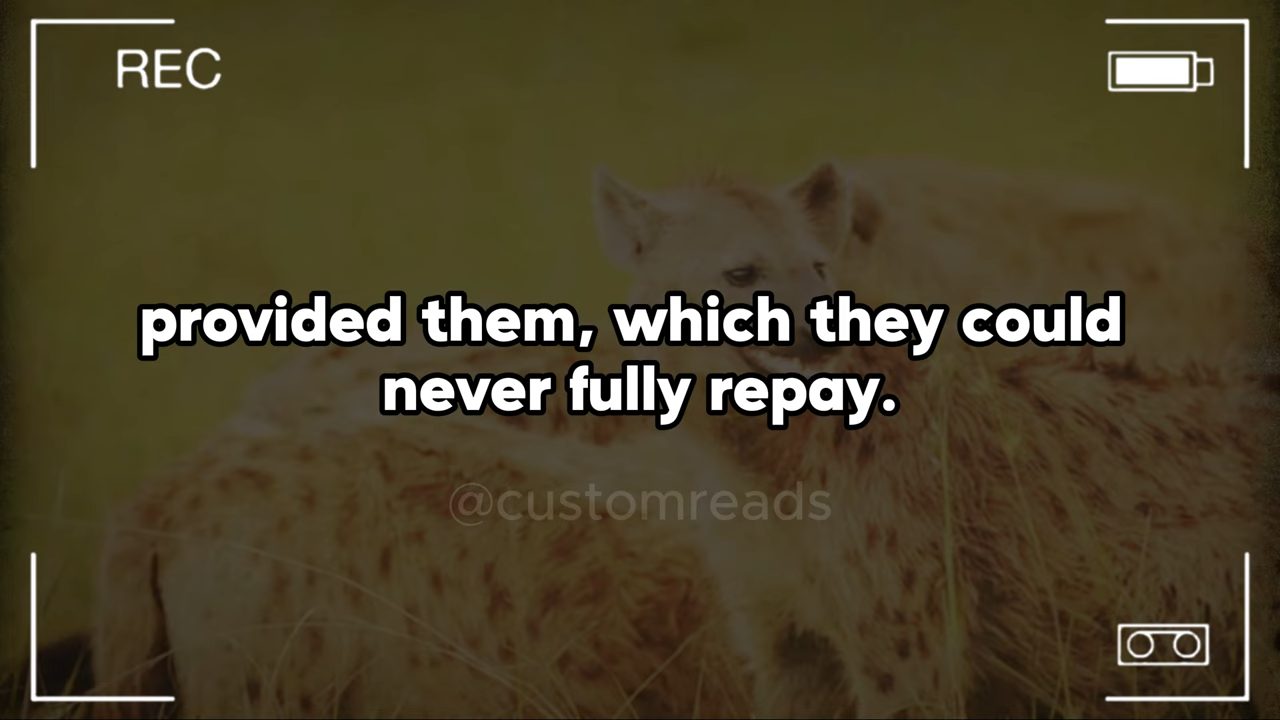 REC
provided them, which they could
never fully repay.
@customreads